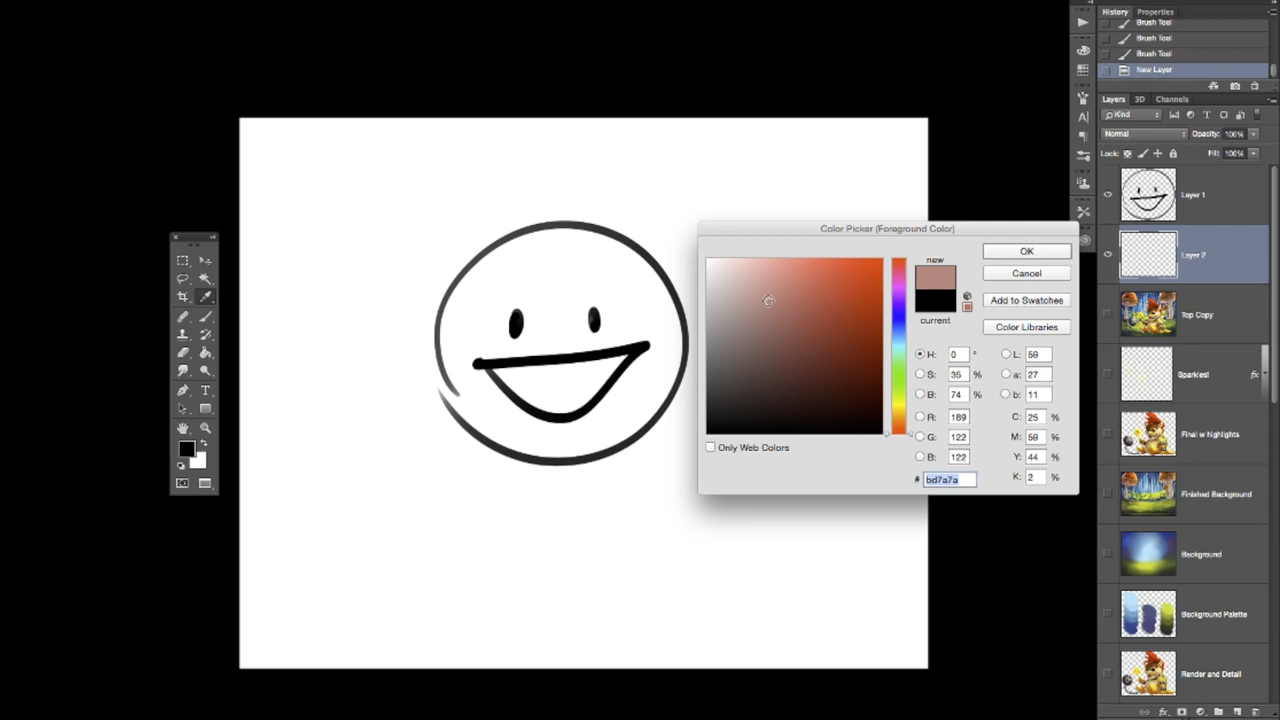 History Properties
Brush Tool
Brush Tool
Brush Tool
New Layer
Layers 3D Channels
Kind
Normal Opacity: 100%
Lock: Fill: 100%
Layer 1
Layer 2
Top Copy
Sparkles! fx
Final w highlights
Finished Background
Background
Background Palette
Render and Detail
Color Picker (Foreground Color)
new
current
OK
Cancel
Add to Swatches
Color Libraries
H: 0 ° L: 59
S: 35 % a: 27
B: 74 % b: 11
R: 189 C: 25 %
G: 122 M: 59 %
B: 122 Y: 44 %
# bd7a7a K: 2 %
Only Web Colors